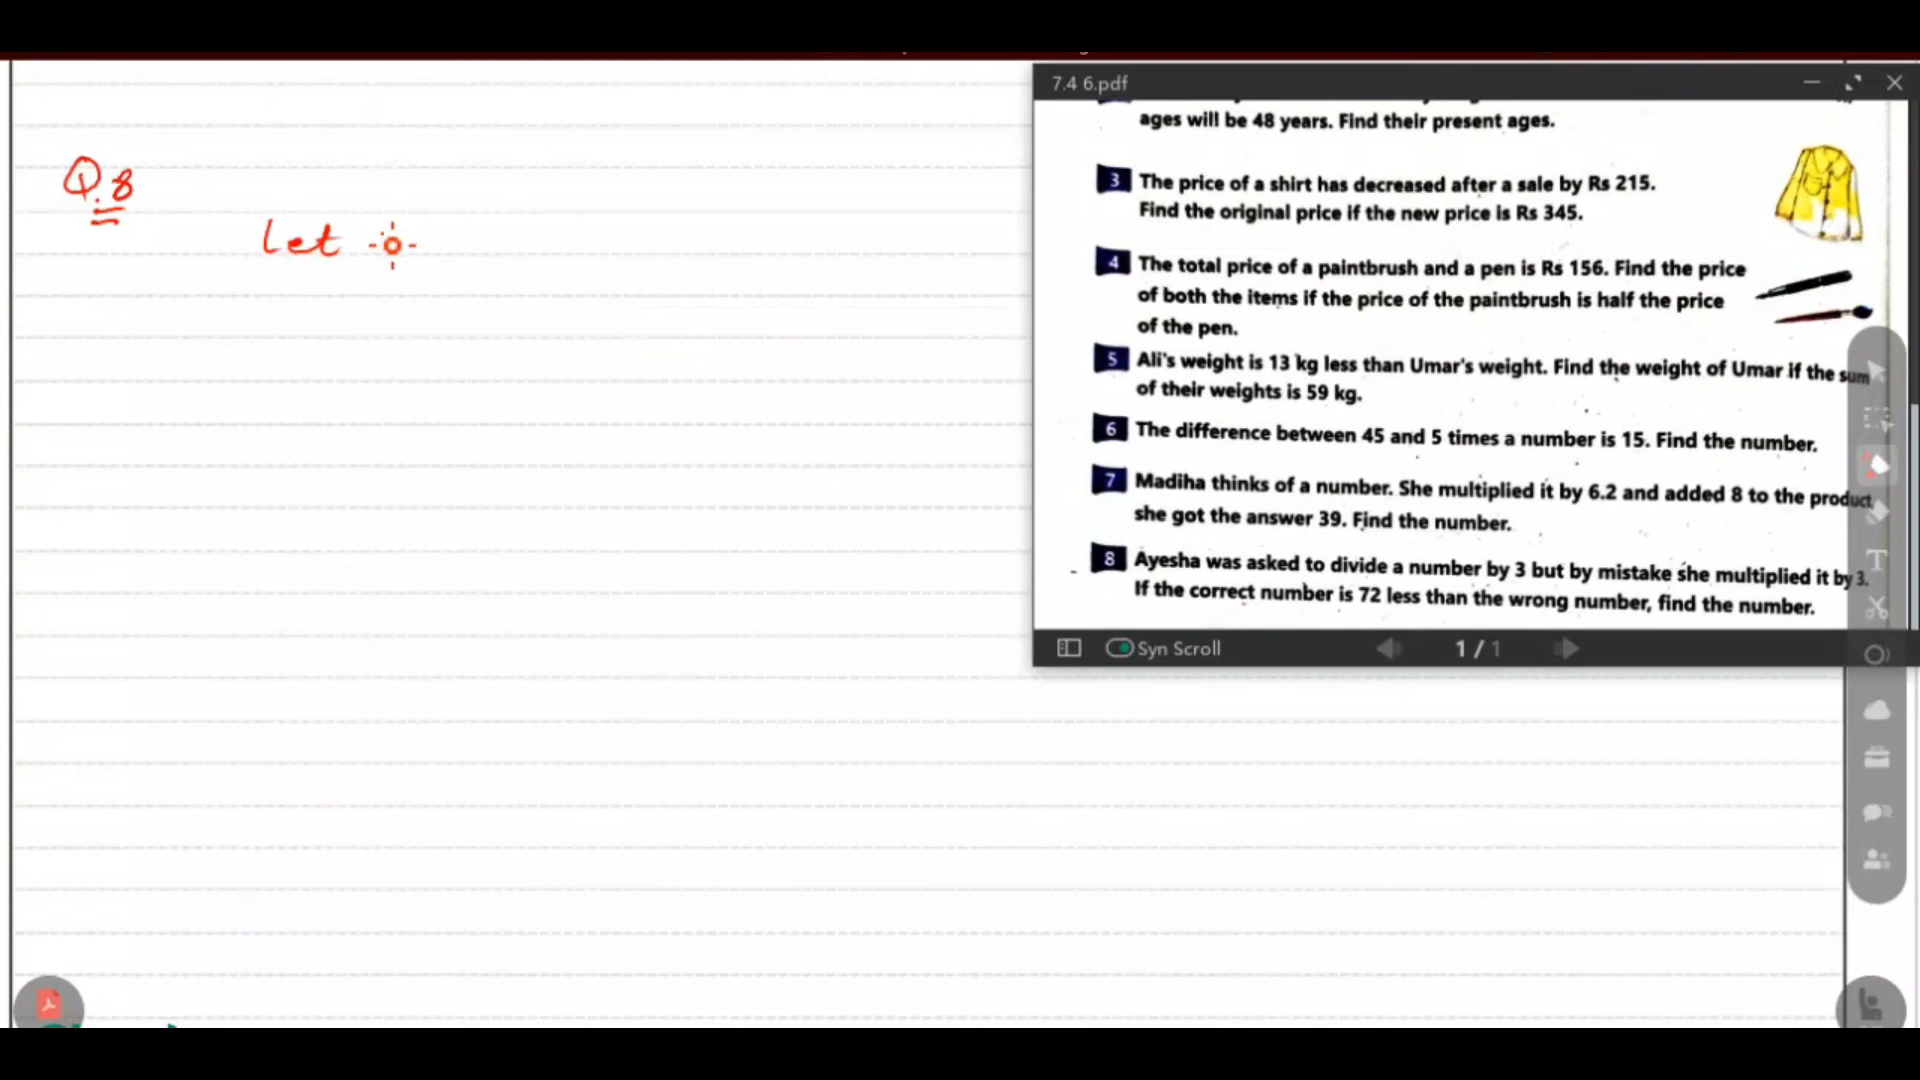 Q.8
Let
7.4 6.pdf
ages will be 48 years. Find their present ages.
3 The price of a shirt has decreased after a sale by Rs 215.
Find the original price if the new price is Rs 345.
4 The total price of a paintbrush and a pen is Rs 156. Find the price
of both the items if the price of the paintbrush is half the price
of the pen.
5 Ali's weight is 13 kg less than Umar's weight. Find the weight of Umar if the sum
of their weights is 59 kg.
6 The difference between 45 and 5 times a number is 15. Find the number.
7 Madiha thinks of a number. She multiplied it by 6.2 and added 8 to the product
she got the answer 39. Find the number.
8 Ayesha was asked to divide a number by 3 but by mistake she multiplied it by 3.
If the correct number is 72 less than the wrong number, find the number.
Syn Scroll
1 / 1
T